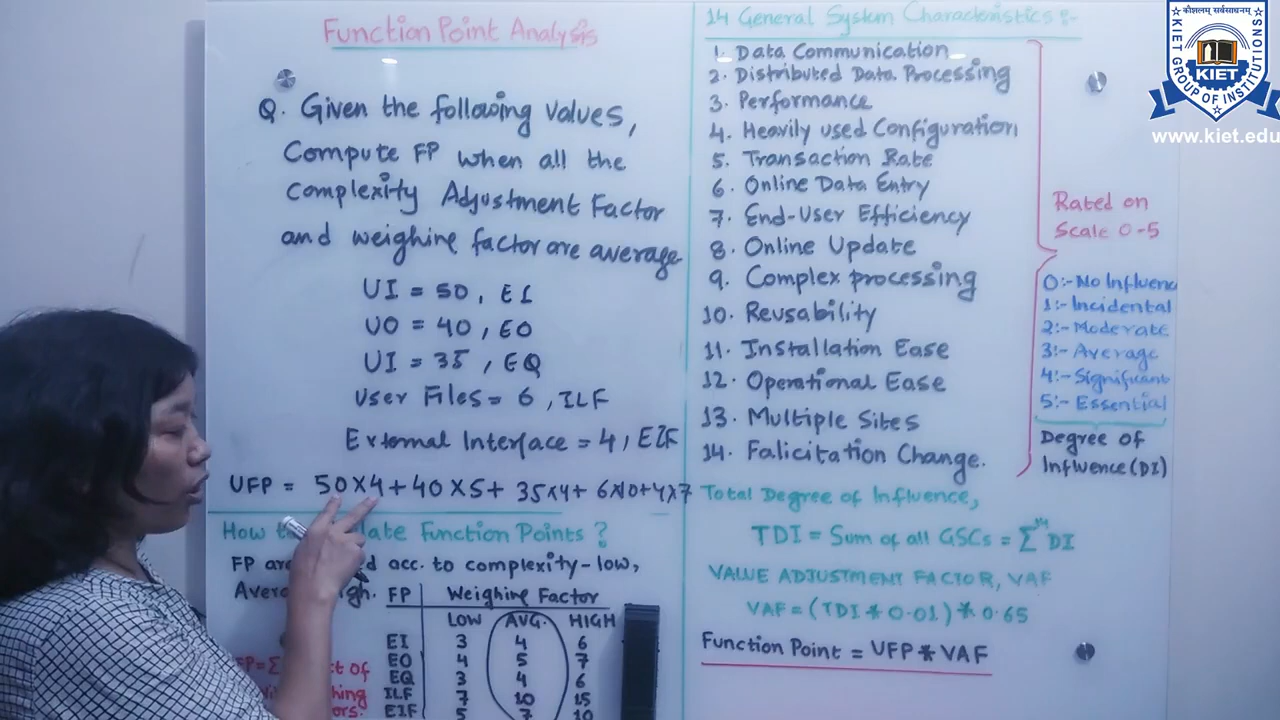 Function Point Analysis
Q. Given the following values,
Compute FP when all the
Complexity Adjustment Factor
and weighine factor are average
UI = 50, EI
UO = 40, EO
UI = 35, EQ
User Files = 6, ILF
External Interface = 4, EIF
UFP = 50×4+40×5+ 35×4+ 6×10+4×7
How to late Function Points ?
FP are acc. to complexity-low,
FP Weighine Factor
LOW AVG. HIGH
EI 3 4 6
EO 4 5 7
EQ 3 4 6
ILF 7 10 15
EIF 5 7 10
14 General System Characteristics :-
1. Data Communication
2. Distributed Data Processing
3. Performance
4. Heavily used Configuration
5. Transaction Rate
6. Online Data Entry
7. End-User Efficiency
8. Online Update
9. Complex processing
10. Reusability
11. Installation Ease
12. Operational Ease
13. Multiple Sites
14. Falicitation Change.
Rated on
Scale 0-5
0:- No Influenc
1:- Incidental
2:- Moderate
3:- Average
4:- Significant
5:- Essential
Degree of
Influence (DI)
Total Degree of Influence,
TDI = Sum of all GSCs = Σ¹⁴ DI
VALUE ADJUSTMENT FACTOR, VAF
VAF = (TDI * 0.01) * 0.65
Function Point = UFP * VAF
कौशलम् सर्वसाधनम्
KIET GROUP OF INSTITUTIONS
KIET
www.kiet.edu